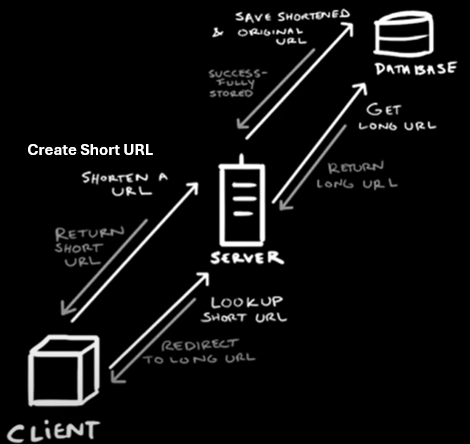 SAVE SHORTENED
& ORIGINAL
URL
DATABASE
SUCCESS-
FULLY
STORED
GET
LONG URL
Create Short URL
RETURN
LONG URL
SHORTEN A
URL
RETURN
SHORT
URL
SERVER
LOOKUP
SHORT URL
REDIRECT
TO LONG URL
CLIENT